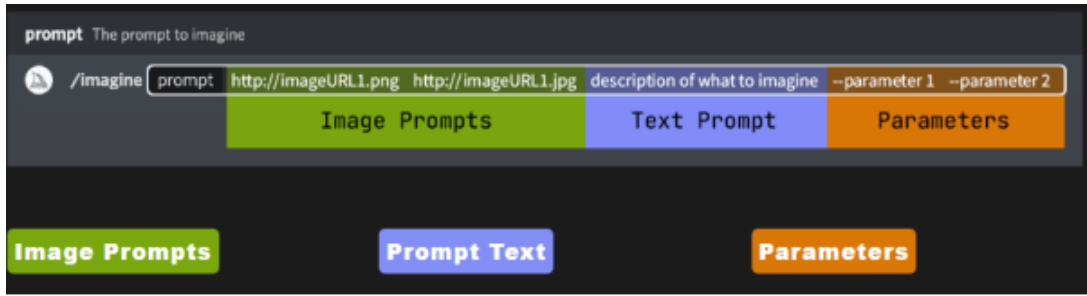 prompt The prompt to imagine
/imagine prompt http://imageURL1.png http://imageURL1.jpg description of what to imagine --parameter 1 --parameter 2
Image Prompts Text Prompt Parameters
Image Prompts Prompt Text Parameters